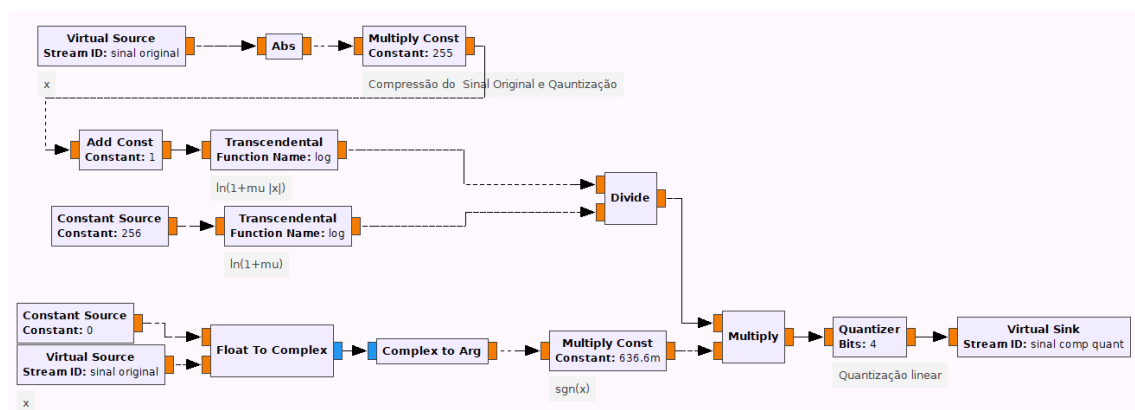 Virtual Source
Stream ID: sinal original
Abs
Multiply Const
Constant: 255
x
Compressão do  Sinal Original e Qauntização
Add Const
Constant: 1
Transcendental
Function Name: log
ln(1+mu |x|)
Divide
Constant Source
Constant: 256
Transcendental
Function Name: log
ln(1+mu)
Constant Source
Constant: 0
Virtual Source
Stream ID: sinal original
x
Float To Complex
Complex to Arg
Multiply Const
Constant: 636.6m
sgn(x)
Multiply
Quantizer
Bits: 4
Quantização linear
Virtual Sink
Stream ID: sinal comp quant